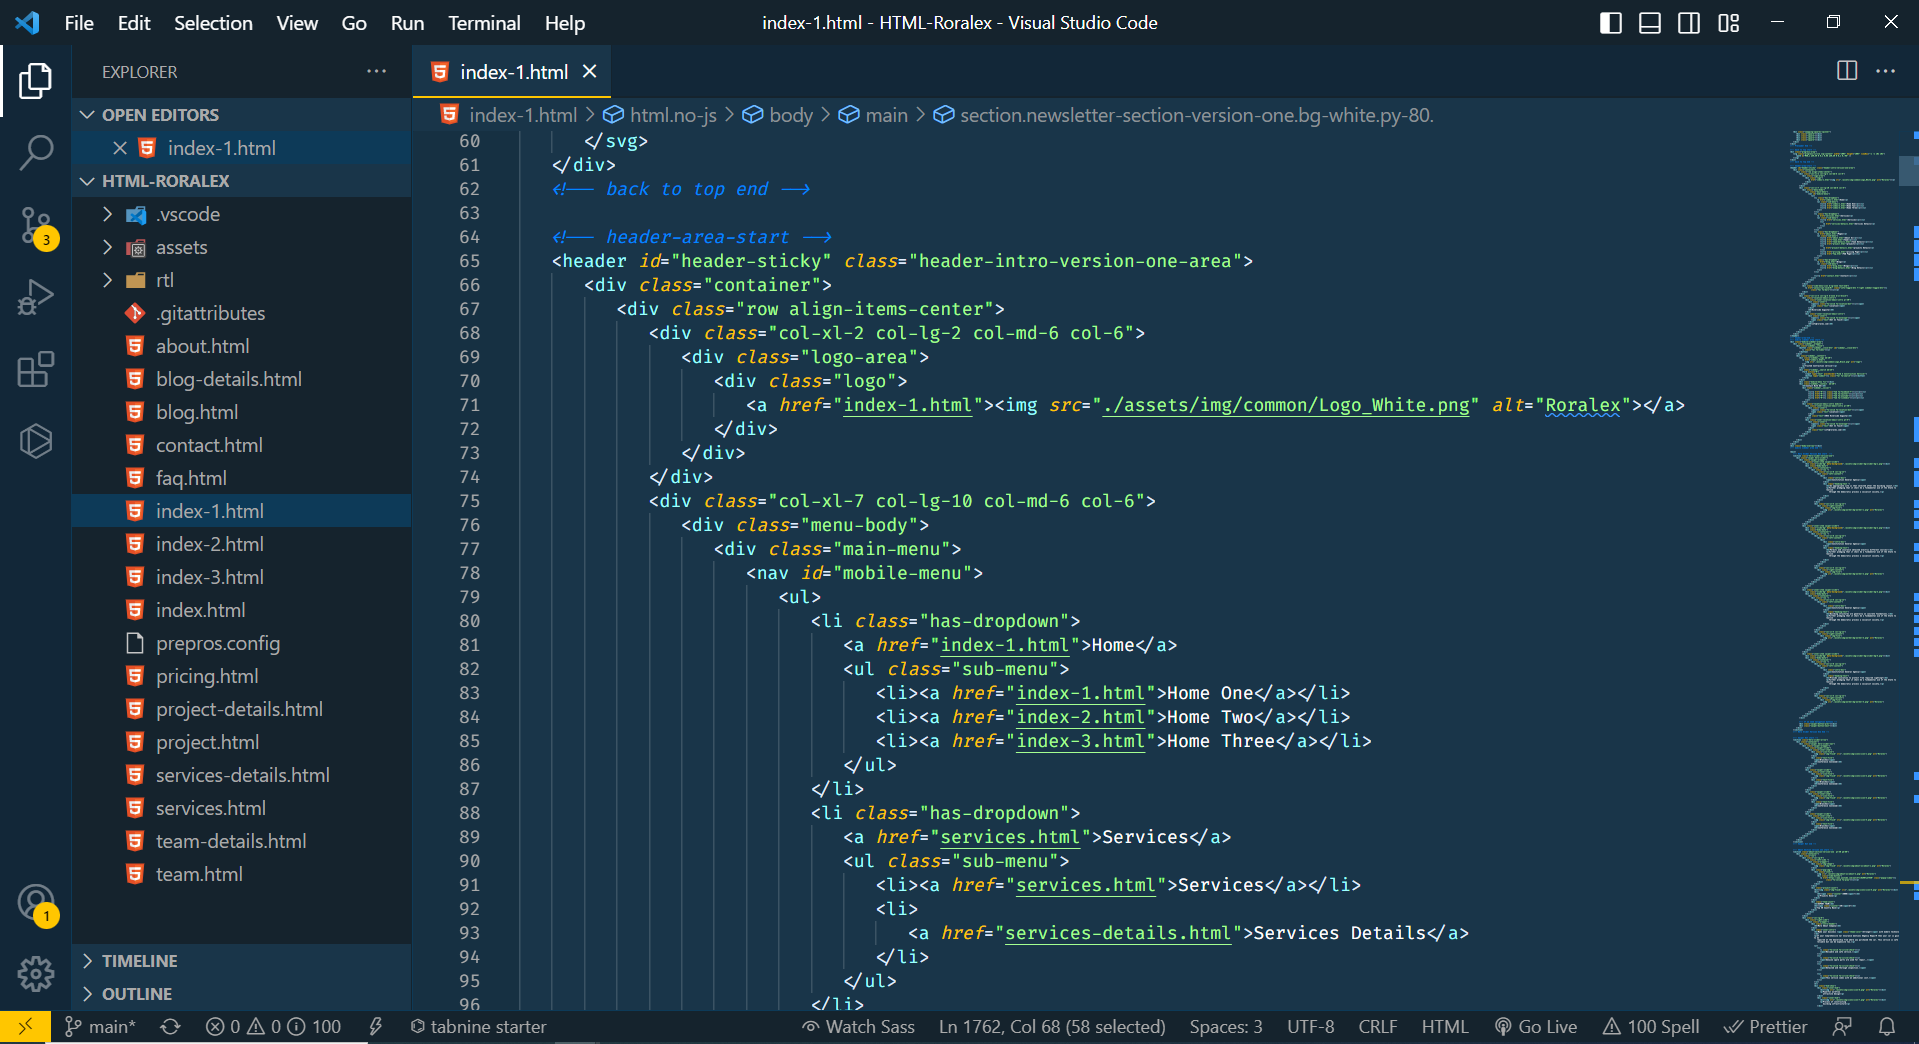 File Edit Selection View Go Run Terminal Help
index-1.html - HTML-Roralex - Visual Studio Code
EXPLORER
OPEN EDITORS
index-1.html
HTML-RORALEX
.vscode
assets
rtl
.gitattributes
about.html
blog-details.html
blog.html
contact.html
faq.html
index-1.html
index-2.html
index-3.html
index.html
prepros.config
pricing.html
project-details.html
project.html
services-details.html
services.html
team-details.html
team.html
TIMELINE
OUTLINE
3
1
index-1.html
index-1.html > html.no-js > body > main > section.newsletter-section-version-one.bg-white.py-80.
60 </svg>
61 </div>
62 <!-- back to top end -->
63
64 <!-- header-area-start -->
65 <header id="header-sticky" class="header-intro-version-one-area">
66 <div class="container">
67 <div class="row align-items-center">
68 <div class="col-xl-2 col-lg-2 col-md-6 col-6">
69 <div class="logo-area">
70 <div class="logo">
71 <a href="index-1.html"><img src="./assets/img/common/Logo_White.png" alt="Roralex"></a>
72 </div>
73 </div>
74 </div>
75 <div class="col-xl-7 col-lg-10 col-md-6 col-6">
76 <div class="menu-body">
77 <div class="main-menu">
78 <nav id="mobile-menu">
79 <ul>
80 <li class="has-dropdown">
81 <a href="index-1.html">Home</a>
82 <ul class="sub-menu">
83 <li><a href="index-1.html">Home One</a></li>
84 <li><a href="index-2.html">Home Two</a></li>
85 <li><a href="index-3.html">Home Three</a></li>
86 </ul>
87 </li>
88 <li class="has-dropdown">
89 <a href="services.html">Services</a>
90 <ul class="sub-menu">
91 <li><a href="services.html">Services</a></li>
92 <li>
93 <a href="services-details.html">Services Details</a>
94 </li>
95 </ul>
96 </li>
main* 0 0 100 tabnine starter Watch Sass Ln 1762, Col 68 (58 selected) Spaces: 3 UTF-8 CRLF HTML Go Live 100 Spell Prettier